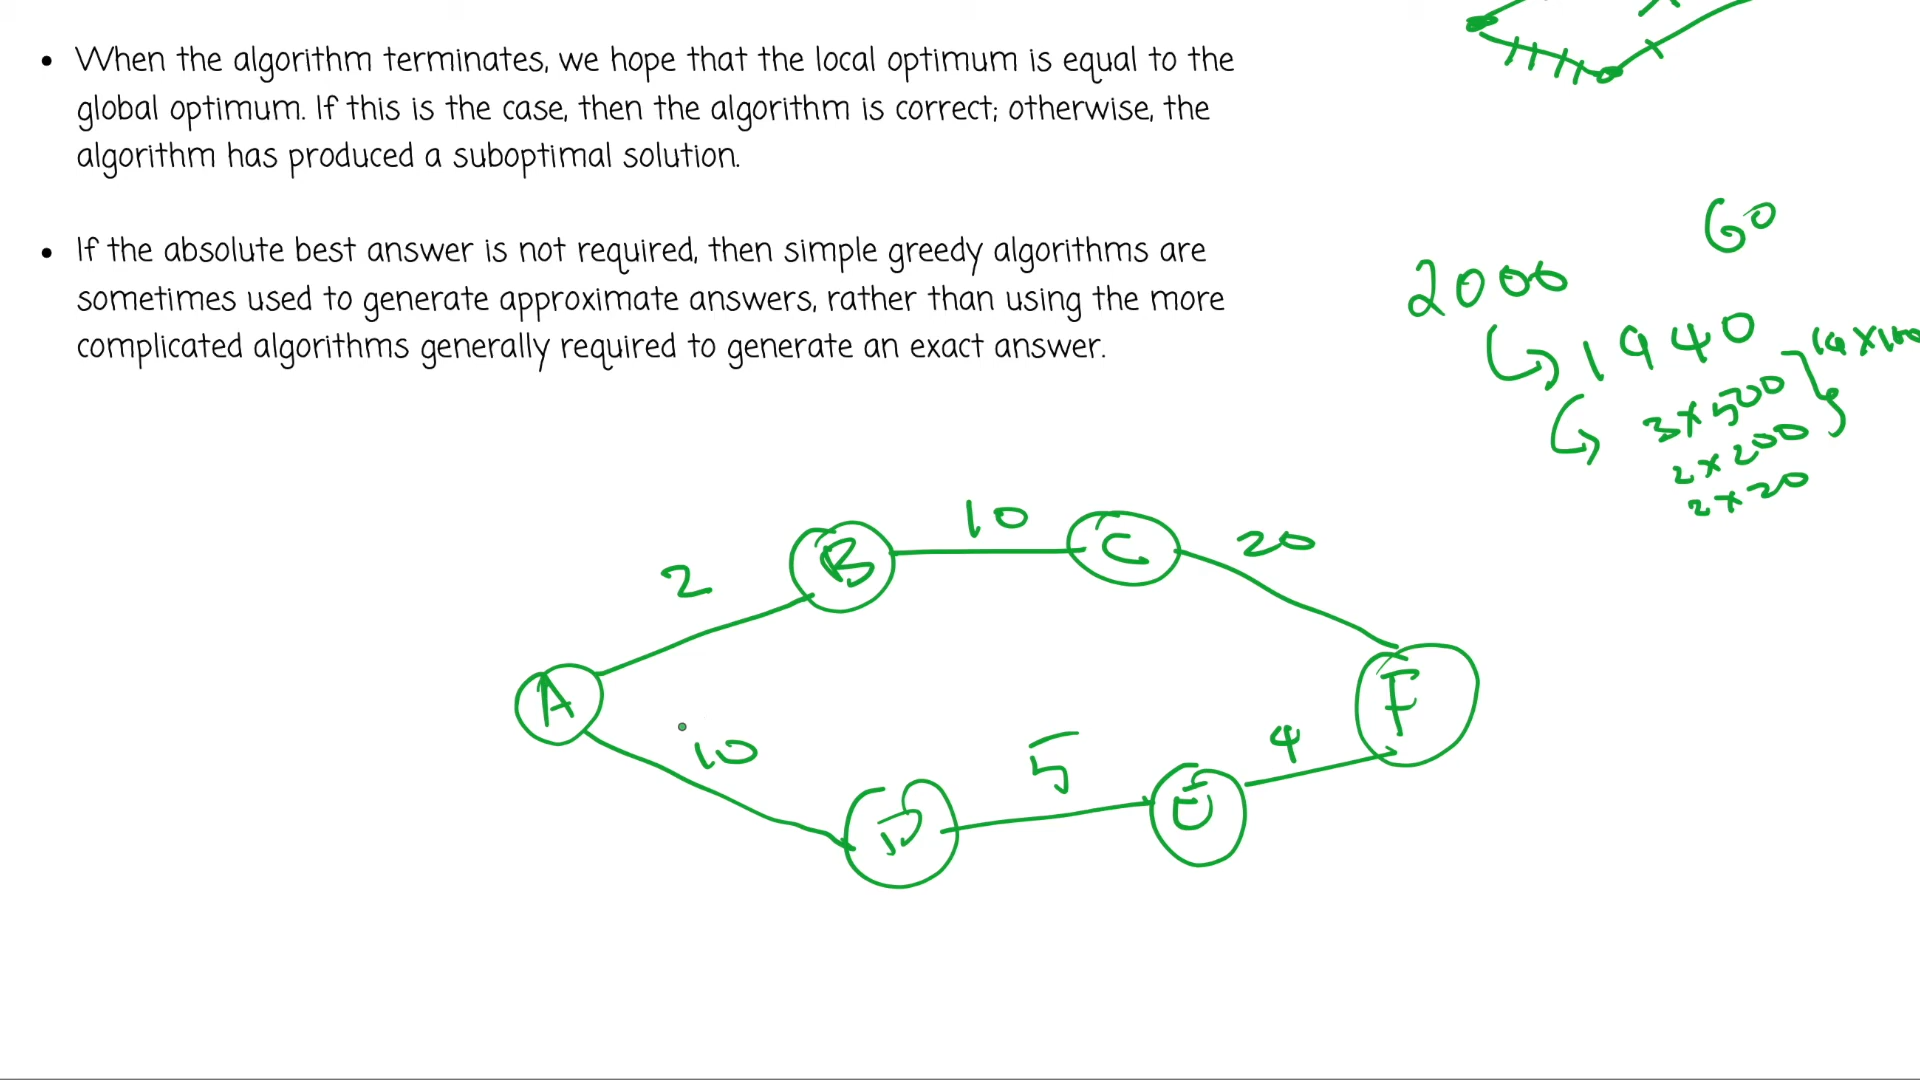 • When the algorithm terminates, we hope that the local optimum is equal to the
global optimum. If this is the case, then the algorithm is correct; otherwise, the
algorithm has produced a suboptimal solution.
• If the absolute best answer is not required, then simple greedy algorithms are
sometimes used to generate approximate answers, rather than using the more
complicated algorithms generally required to generate an exact answer.
60
2000
1940
3×500
2×200
2×20
2
B
10
C
20
A
10
D
5
E
4
F